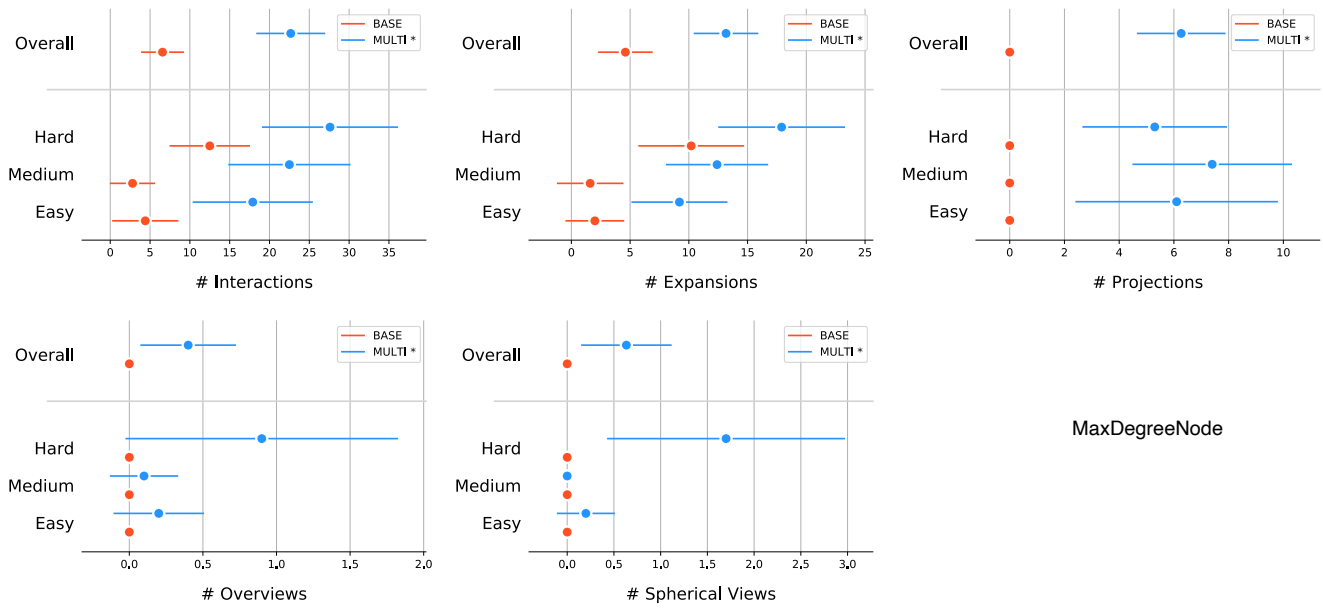 BASE
MULTI *
Overall
Hard
Medium
Easy
0 5 10 15 20 25 30 35
# Interactions
BASE
MULTI *
Overall
Hard
Medium
Easy
0 5 10 15 20 25
# Expansions
BASE
MULTI *
Overall
Hard
Medium
Easy
0 2 4 6 8 10
# Projections
BASE
MULTI *
Overall
Hard
Medium
Easy
0.0 0.5 1.0 1.5 2.0
# Overviews
BASE
MULTI *
Overall
Hard
Medium
Easy
0.0 0.5 1.0 1.5 2.0 2.5 3.0
# Spherical Views
MaxDegreeNode